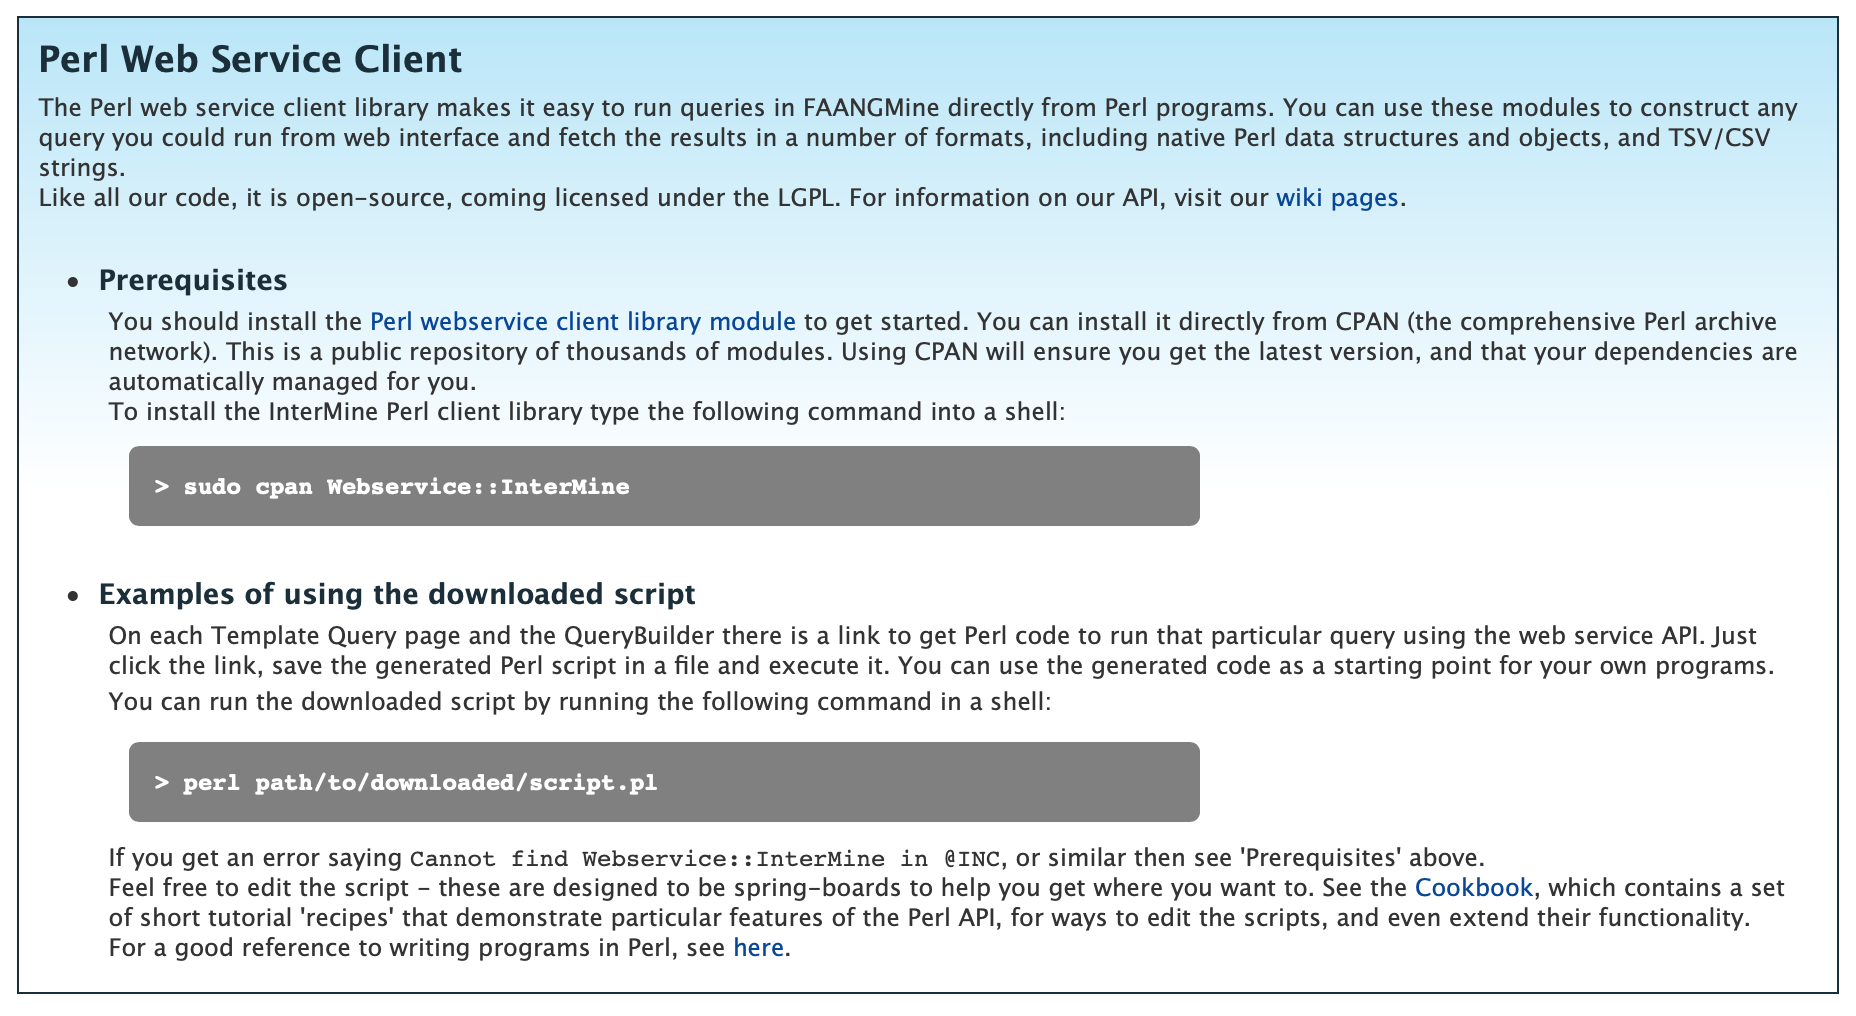 Perl Web Service Client
The Perl web service client library makes it easy to run queries in FAANGMine directly from Perl programs. You can use these modules to construct any
query you could run from web interface and fetch the results in a number of formats, including native Perl data structures and objects, and TSV/CSV
strings.
Like all our code, it is open-source, coming licensed under the LGPL. For information on our API, visit our wiki pages.
• Prerequisites
You should install the Perl webservice client library module to get started. You can install it directly from CPAN (the comprehensive Perl archive
network). This is a public repository of thousands of modules. Using CPAN will ensure you get the latest version, and that your dependencies are
automatically managed for you.
To install the InterMine Perl client library type the following command into a shell:
> sudo cpan Webservice::InterMine
• Examples of using the downloaded script
On each Template Query page and the QueryBuilder there is a link to get Perl code to run that particular query using the web service API. Just
click the link, save the generated Perl script in a file and execute it. You can use the generated code as a starting point for your own programs.
You can run the downloaded script by running the following command in a shell:
> perl path/to/downloaded/script.pl
If you get an error saying Cannot find Webservice::InterMine in @INC, or similar then see 'Prerequisites' above.
Feel free to edit the script - these are designed to be spring-boards to help you get where you want to. See the Cookbook, which contains a set
of short tutorial 'recipes' that demonstrate particular features of the Perl API, for ways to edit the scripts, and even extend their functionality.
For a good reference to writing programs in Perl, see here.